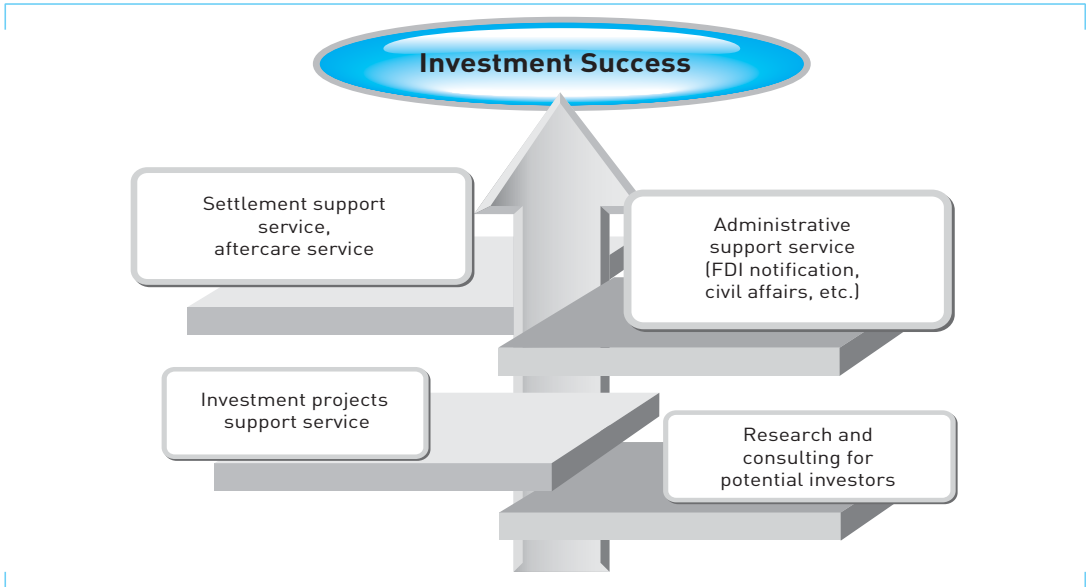 Investment Success
Settlement support
service,
aftercare service
Administrative
support service
(FDI notification,
civil affairs, etc.)
Investment projects
support service
Research and
consulting for
potential investors